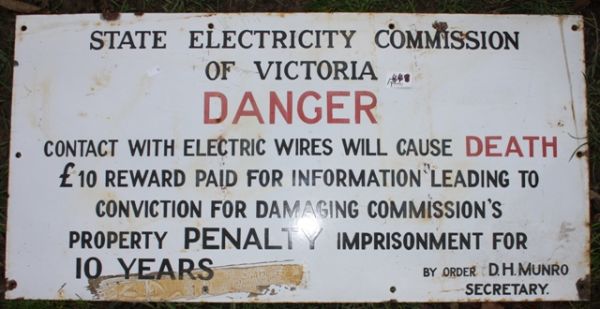 STATE ELECTRICITY COMMISSION
OF VICTORIA
DANGER
CONTACT WITH ELECTRIC WIRES WILL CAUSE DEATH
£10 REWARD PAID FOR INFORMATION LEADING TO
CONVICTION FOR DAMAGING COMMISSION'S
PROPERTY PENALTY IMPRISONMENT FOR
10 YEARS
BY ORDER D.H. MUNRO
SECRETARY.